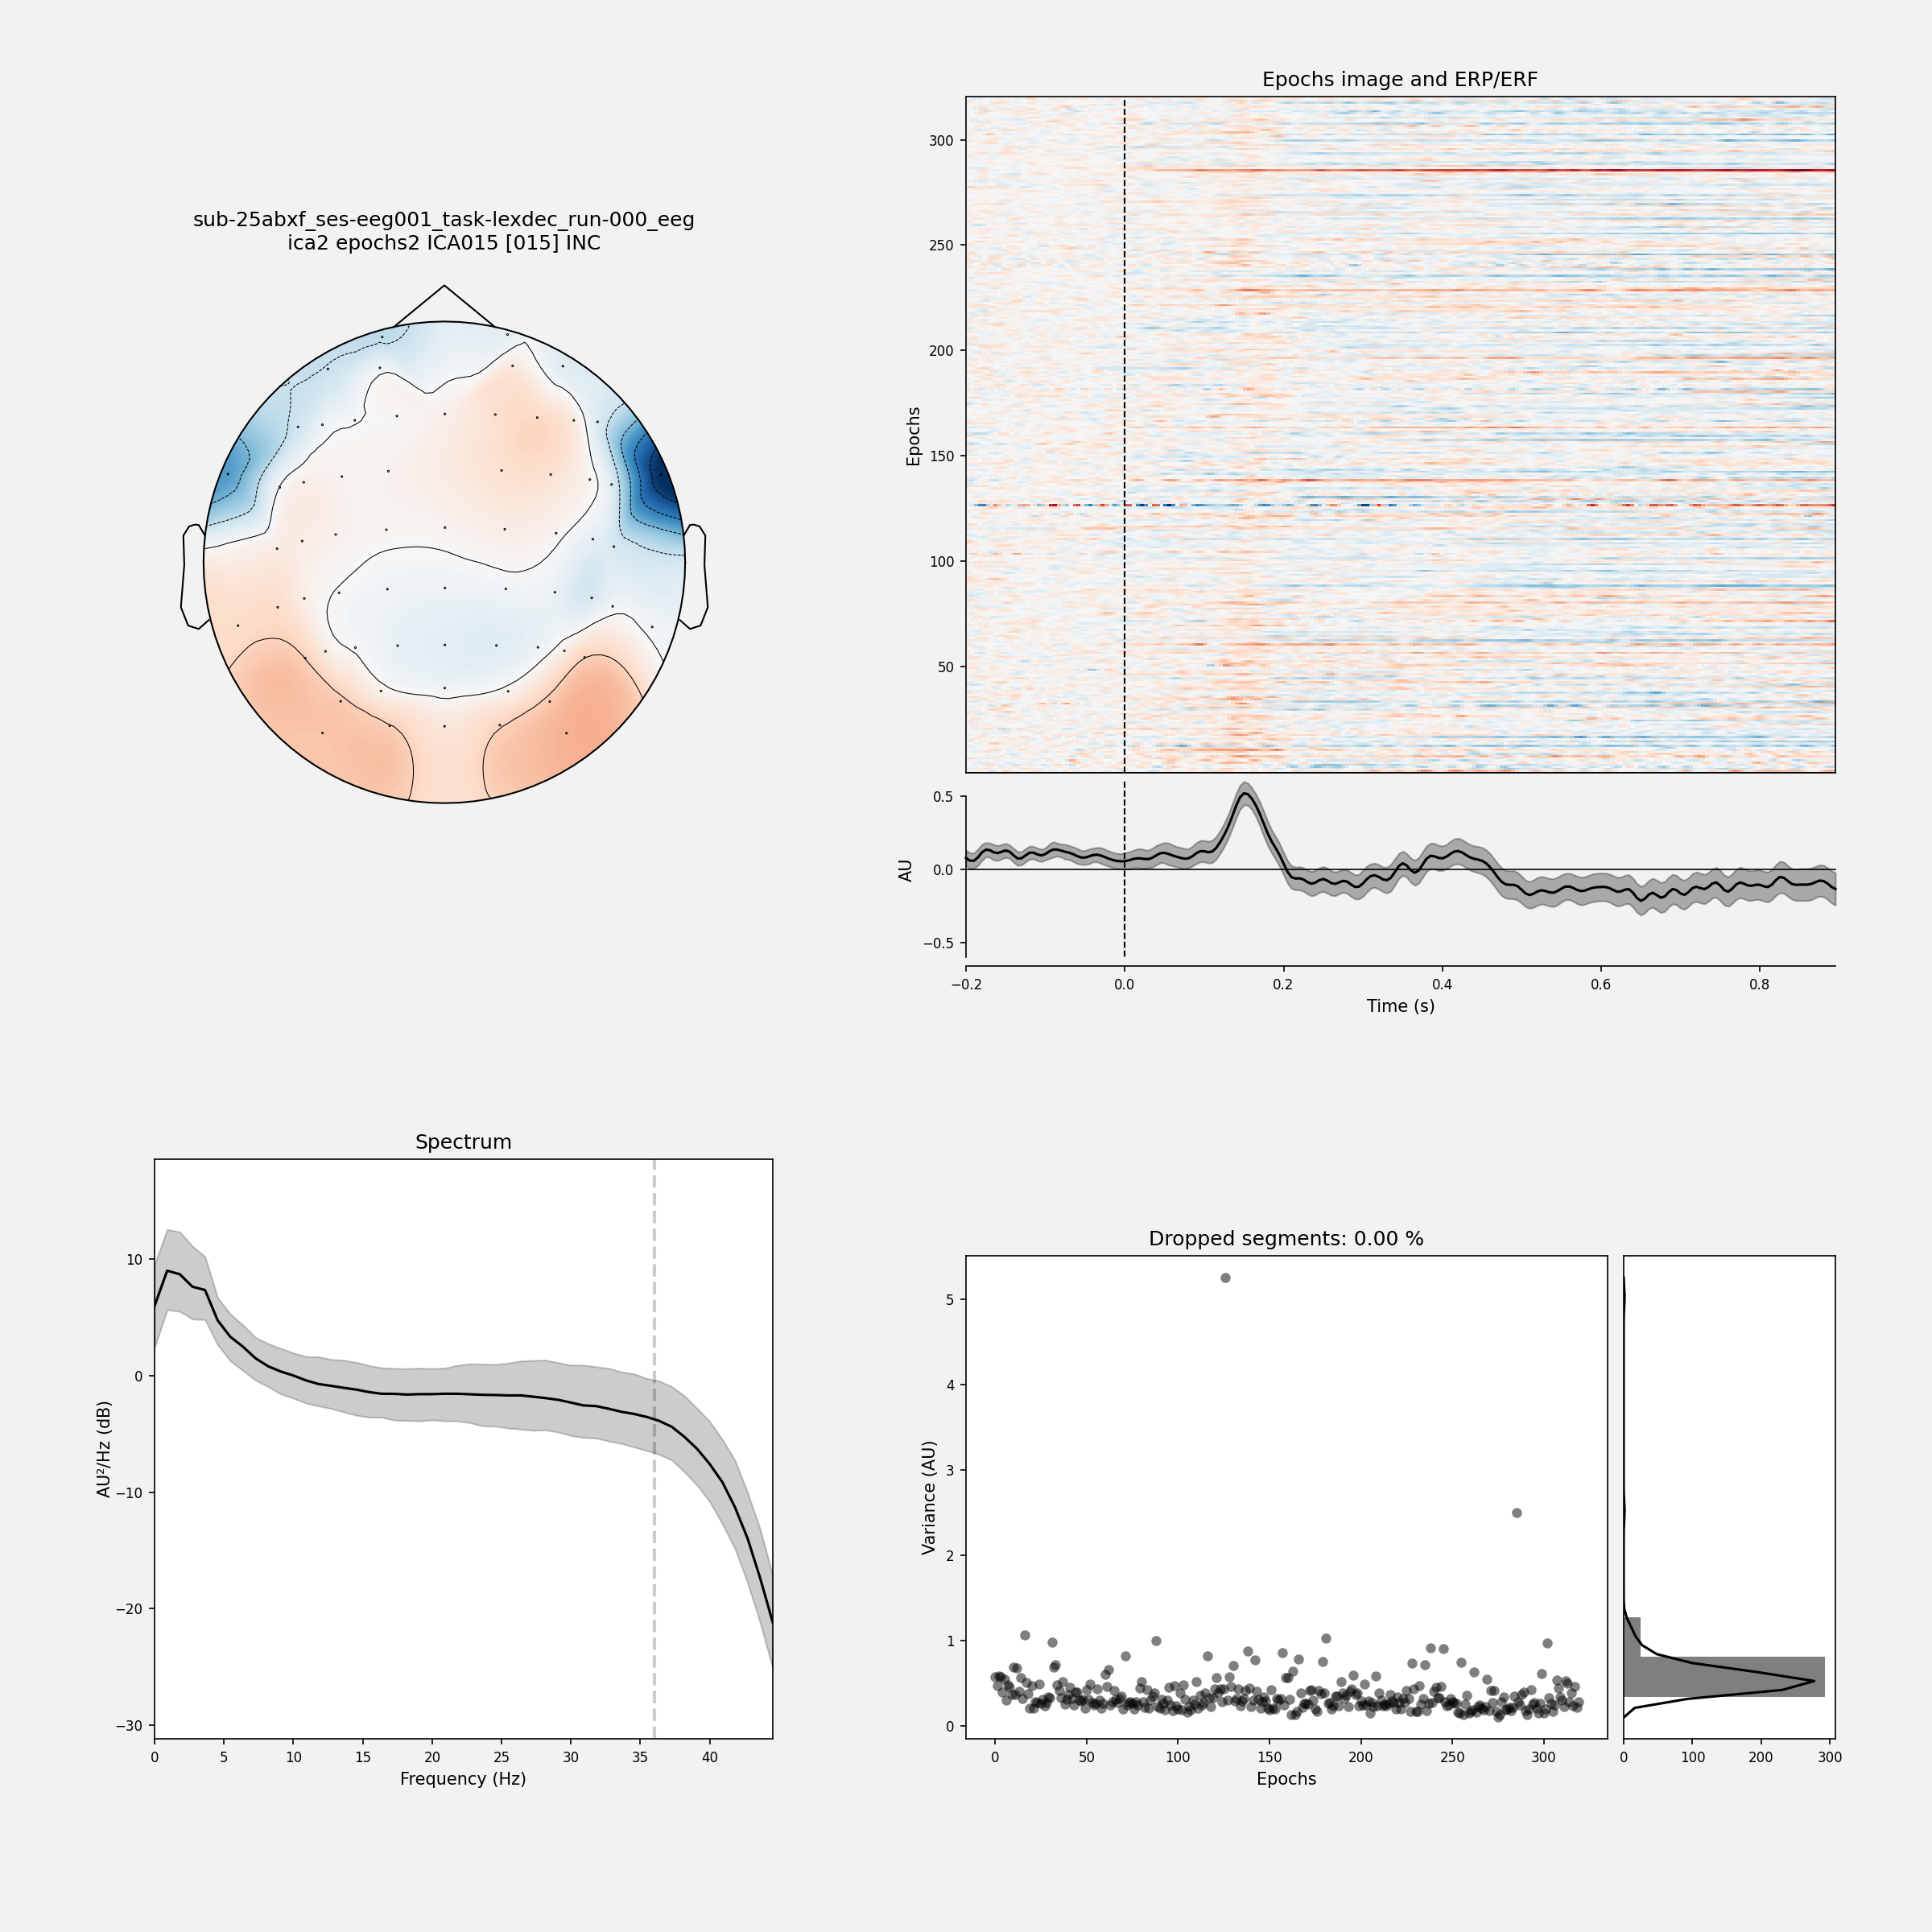 sub-25abxf_ses-eeg001_task-lexdec_run-000_eeg
ica2 epochs2 ICA015 [015] INC
Epochs image and ERP/ERF
300
250
200
150
100
50
Epochs
0.5
0.0
−0.5
AU
−0.2 0.0 0.2 0.4 0.6 0.8
Time (s)
Spectrum
10
0
−10
−20
−30
AU²/Hz (dB)
0 5 10 15 20 25 30 35 40
Frequency (Hz)
Dropped segments: 0.00 %
5
4
3
2
1
0
Variance (AU)
0 50 100 150 200 250 300
Epochs
0 100 200 300